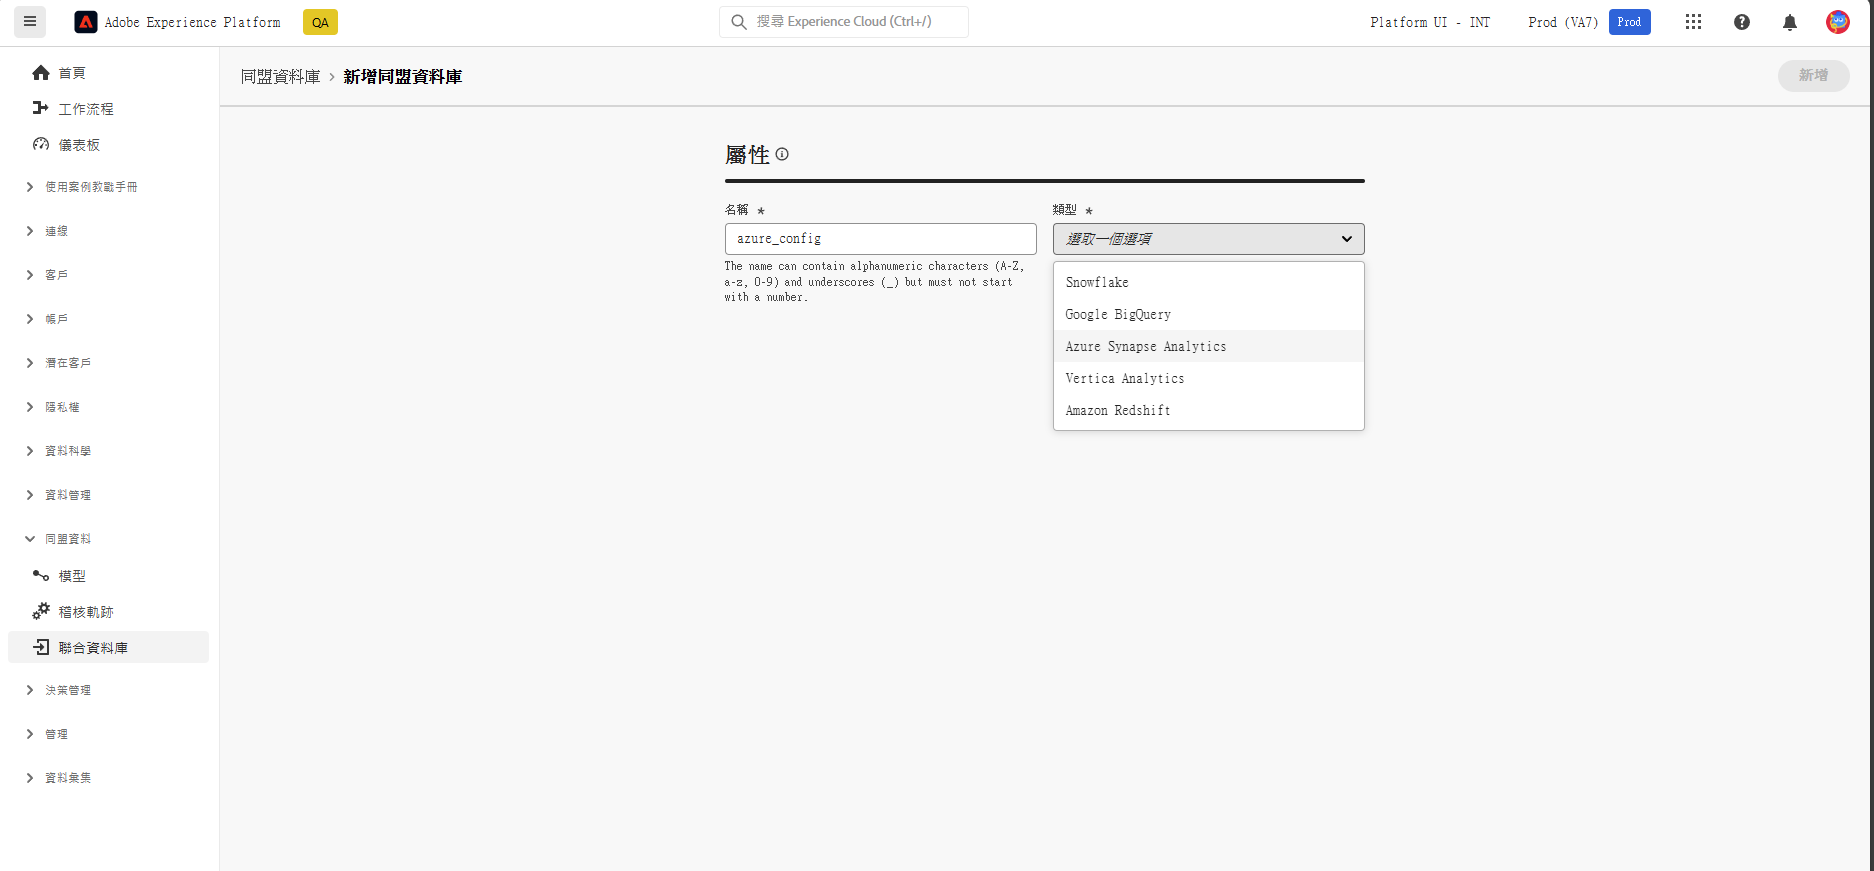 Adobe Experience Platform
QA
搜尋 Experience Cloud (Ctrl+/)
Platform UI - INT
Prod (VA7)
Prod
首頁
工作流程
儀表板
使用案例教戰手冊
連線
客戶
帳戶
潛在客戶
隱私權
資料科學
資料管理
同盟資料
模型
稽核軌跡
聯合資料庫
決策管理
管理
資料彙集
同盟資料庫 › 新增同盟資料庫
新增
屬性
名稱 *
azure_config
The name can contain alphanumeric characters (A-Z,
a-z, 0-9) and underscores (_) but must not start
with a number.
類型 *
選取一個選項
Snowflake
Google BigQuery
Azure Synapse Analytics
Vertica Analytics
Amazon Redshift